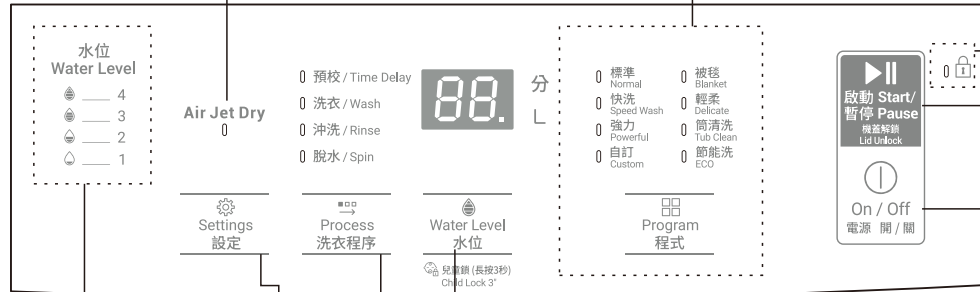 水位
Water Level
4
3
2
1
Air Jet Dry
預校 / Time Delay
洗衣 / Wash
沖洗 / Rinse
脫水 / Spin
88.
分
L
標準
Normal
快洗
Speed Wash
強力
Powerful
自訂
Custom
被毯
Blanket
輕柔
Delicate
筒清洗
Tub Clean
節能洗
ECO
啟動 Start/
暫停 Pause
機蓋解鎖
Lid Unlock
On / Off
電源 開 / 關
Settings
設定
Process
洗衣程序
Water Level
水位
兒童鎖 (長按3秒)
Child Lock 3"
Program
程式